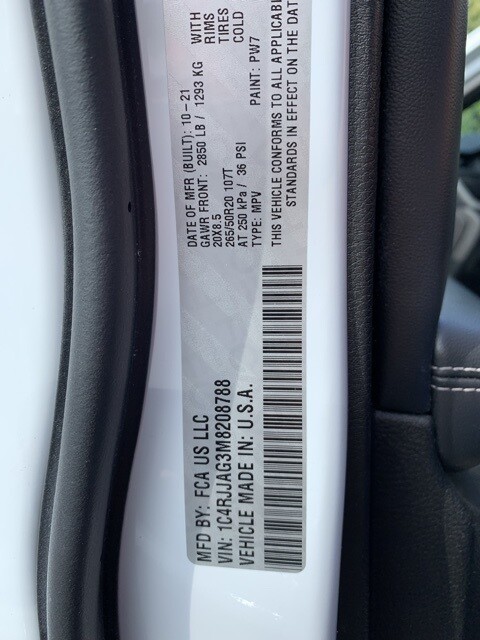 MFD BY: FCA US LLC
VIN: 1C4RJJAG3M8208788
VEHICLE MADE IN: U.S.A.
DATE OF MFR (BUILT): 10-21
GAWR FRONT: 2850 LB / 1293 KG WITH
20X8.5 RIMS
265/50R20 107T TIRES
AT 250 kPa / 36 PSI COLD
TYPE: MPV PAINT: PW7
THIS VEHICLE CONFORMS TO ALL APPLICA
STANDARDS IN EFFECT ON THE DATE